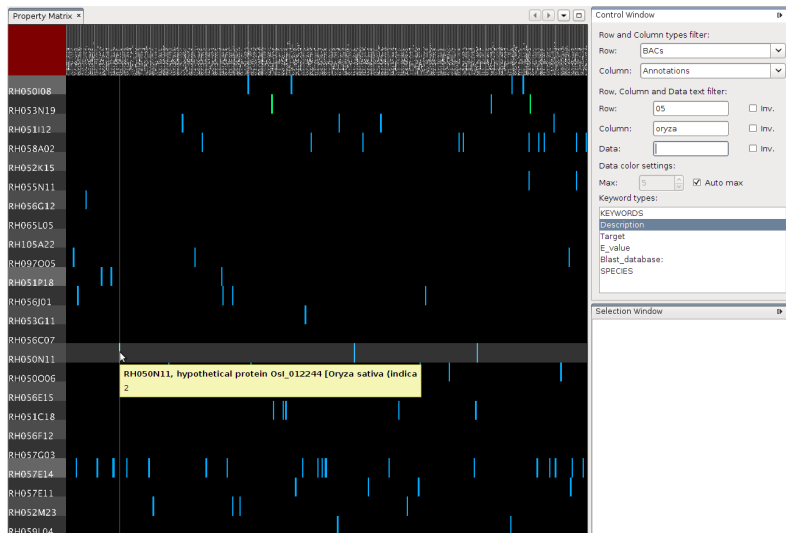 Property Matrix ×
RH050I08
RH053N19
RH051I12
RH058A02
RH052K15
RH055N11
RH056G12
RH065L05
RH105A22
RH097O05
RH051P18
RH056J01
RH053G11
RH056C07
RH050N11
RH050O06
RH056E15
RH051C18
RH056F12
RH057G03
RH057E14
RH057E11
RH052M23
RH059L04
RH050N11, hypothetical protein OsI_012244 [Oryza sativa (indica
2
Control Window
Row and Column types filter:
Row: BACs
Column: Annotations
Row, Column and Data text filter:
Row: 05 Inv.
Column: oryza Inv.
Data: Inv.
Data color settings:
Max: 5 Auto max
Keyword types:
KEYWORDS
Description
Target
E_value
Blast_database:
SPECIES
Selection Window